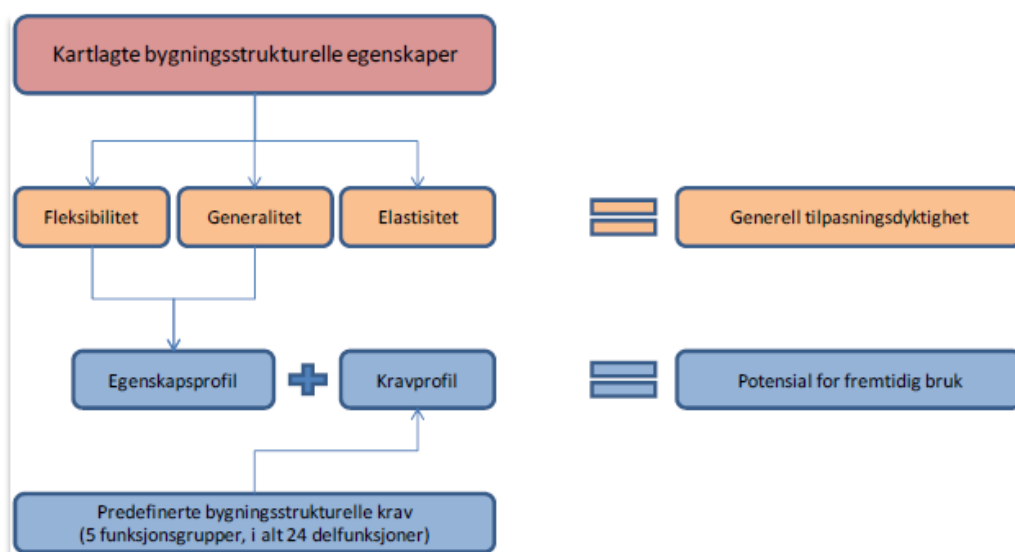 Kartlagte bygningsstrukturelle egenskaper
Fleksibilitet
Generalitet
Elastisitet
Generell tilpasningsdyktighet
Egenskapsprofil
Kravprofil
Potensial for fremtidig bruk
Predefinerte bygningsstrukturelle krav
(5 funksjonsgrupper, i alt 24 delfunksjoner)